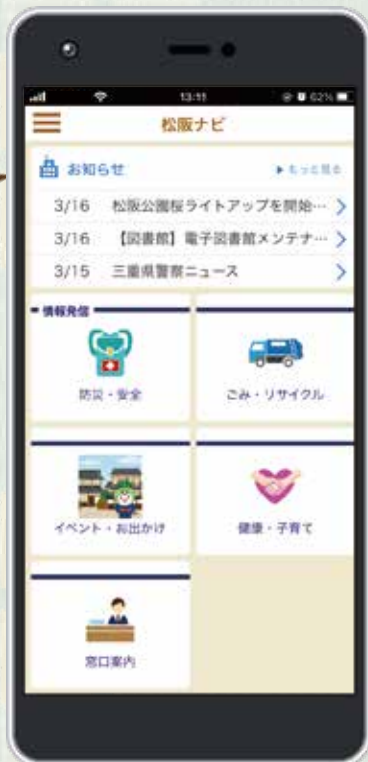 13:11 62%
松阪ナビ
お知らせ ▶もっと見る
3/16 松阪公園桜ライトアップを開始…
3/16 【図書館】電子図書館メンテナ…
3/15 三重県警察ニュース
情報発信
防災・安全
ごみ・リサイクル
イベント・お出かけ
健康・子育て
窓口案内